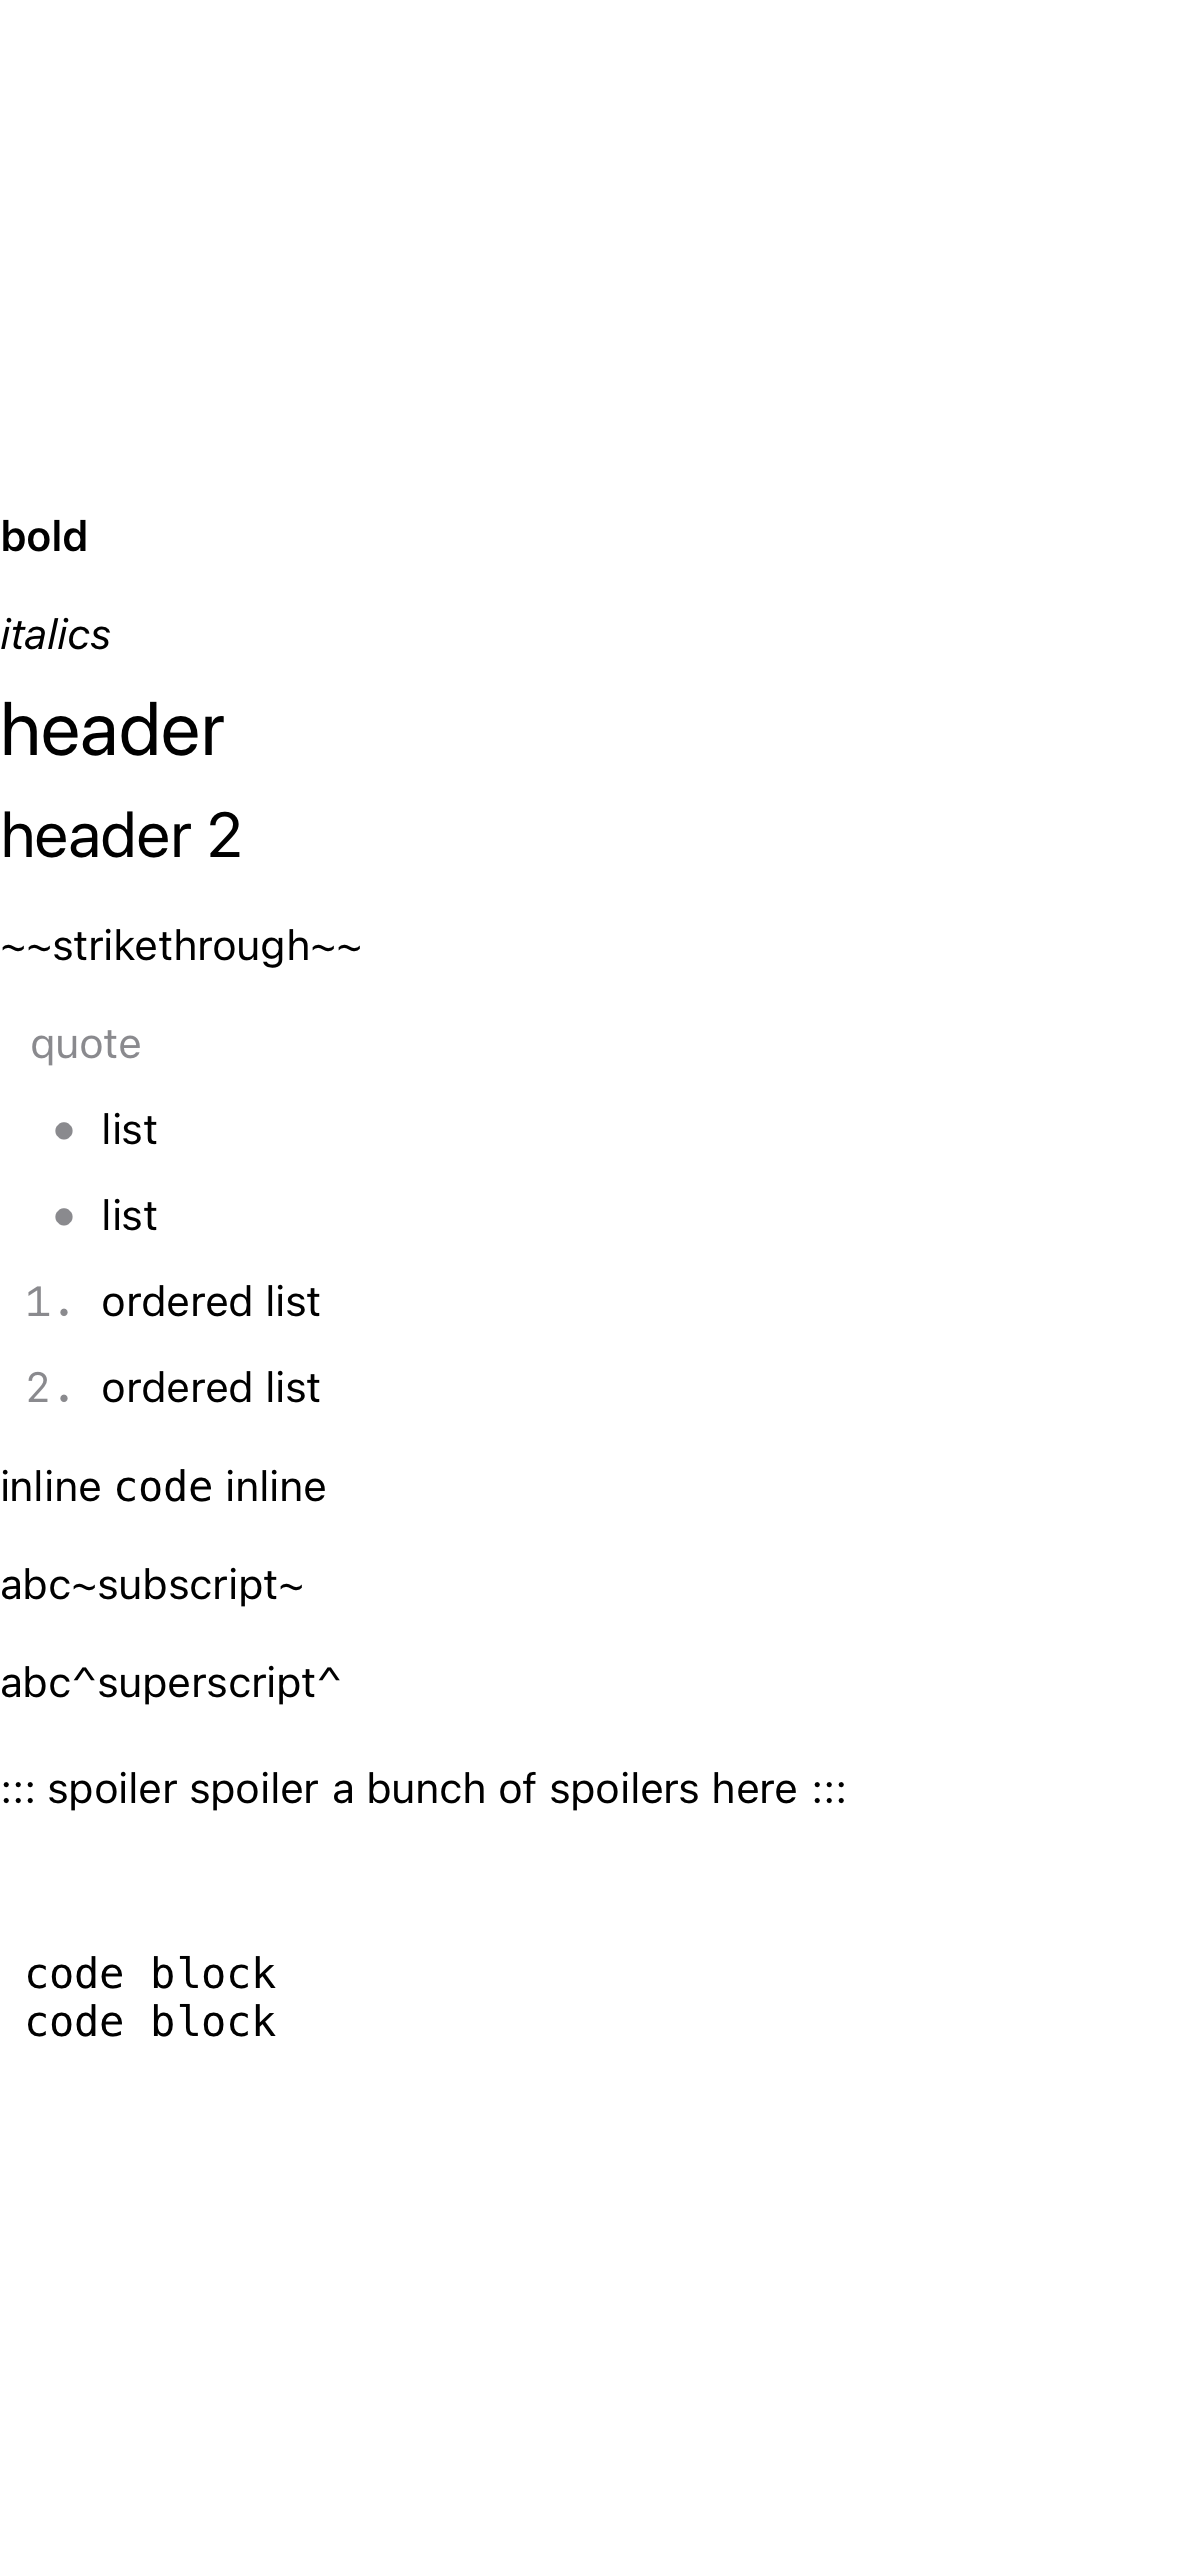 bold
italics
header
header 2
~~strikethrough~~
quote
• list
• list
1. ordered list
2. ordered list
inline code inline
abc~subscript~
abc^superscript^
::: spoiler spoiler a bunch of spoilers here :::
code block
code block